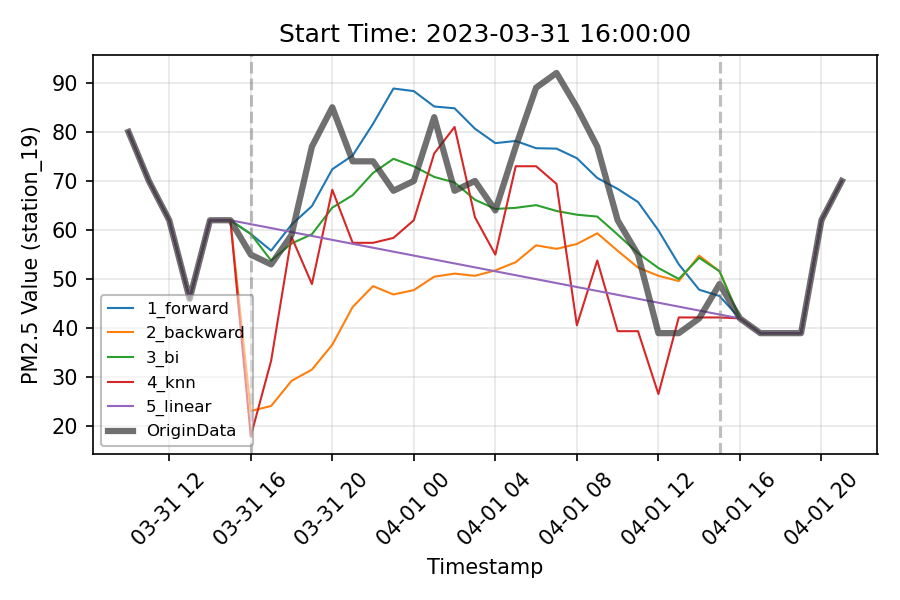 Start Time: 2023-03-31 16:00:00
PM2.5 Value (station_19)
90
80
70
60
50
40
30
20
1_forward
2_backward
3_bi
4_knn
5_linear
OriginData
03-31 12
03-31 16
03-31 20
04-01 00
04-01 04
04-01 08
04-01 12
04-01 16
04-01 20
Timestamp